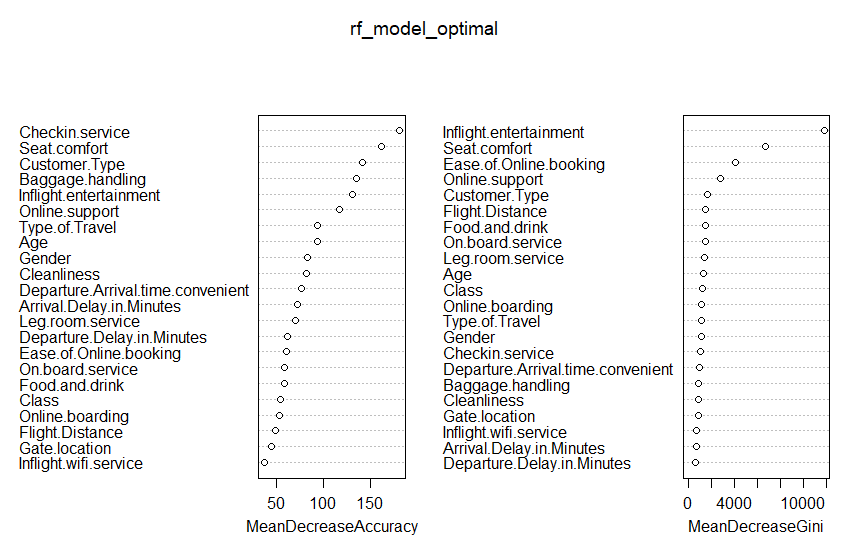 rf_model_optimal
Checkin.service
Seat.comfort
Customer.Type
Baggage.handling
Inflight.entertainment
Online.support
Type.of.Travel
Age
Gender
Cleanliness
Departure.Arrival.time.convenient
Arrival.Delay.in.Minutes
Leg.room.service
Departure.Delay.in.Minutes
Ease.of.Online.booking
On.board.service
Food.and.drink
Class
Online.boarding
Flight.Distance
Gate.location
Inflight.wifi.service
50 100 150
MeanDecreaseAccuracy
Inflight.entertainment
Seat.comfort
Ease.of.Online.booking
Online.support
Customer.Type
Flight.Distance
Food.and.drink
On.board.service
Leg.room.service
Age
Class
Online.boarding
Type.of.Travel
Gender
Checkin.service
Departure.Arrival.time.convenient
Baggage.handling
Cleanliness
Gate.location
Inflight.wifi.service
Arrival.Delay.in.Minutes
Departure.Delay.in.Minutes
0 4000 10000
MeanDecreaseGini